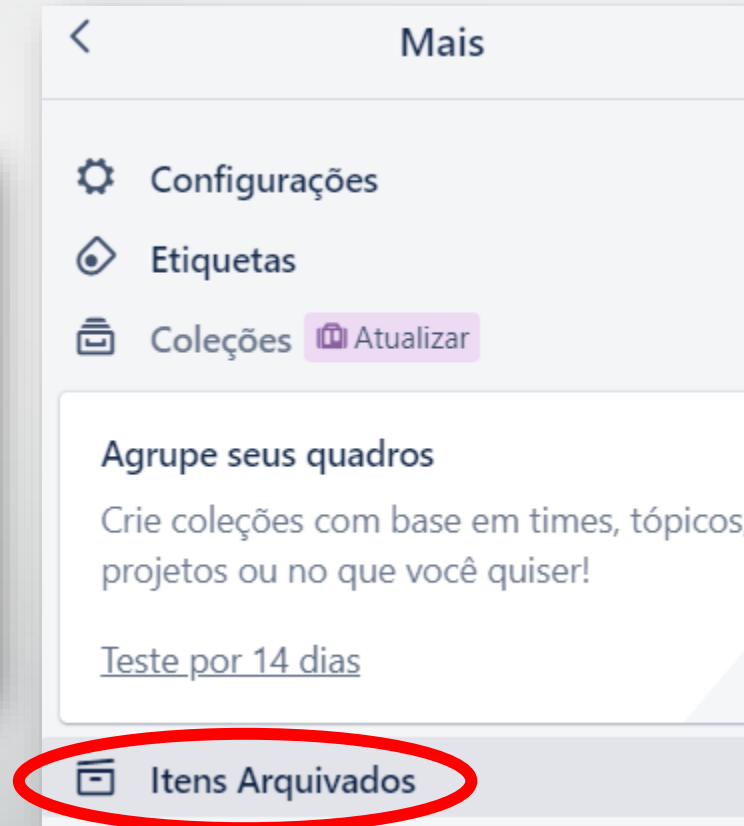 Mais
Configurações
Etiquetas
Coleções Atualizar
Agrupe seus quadros
Crie coleções com base em times, tópicos,
projetos ou no que você quiser!
Teste por 14 dias
Itens Arquivados